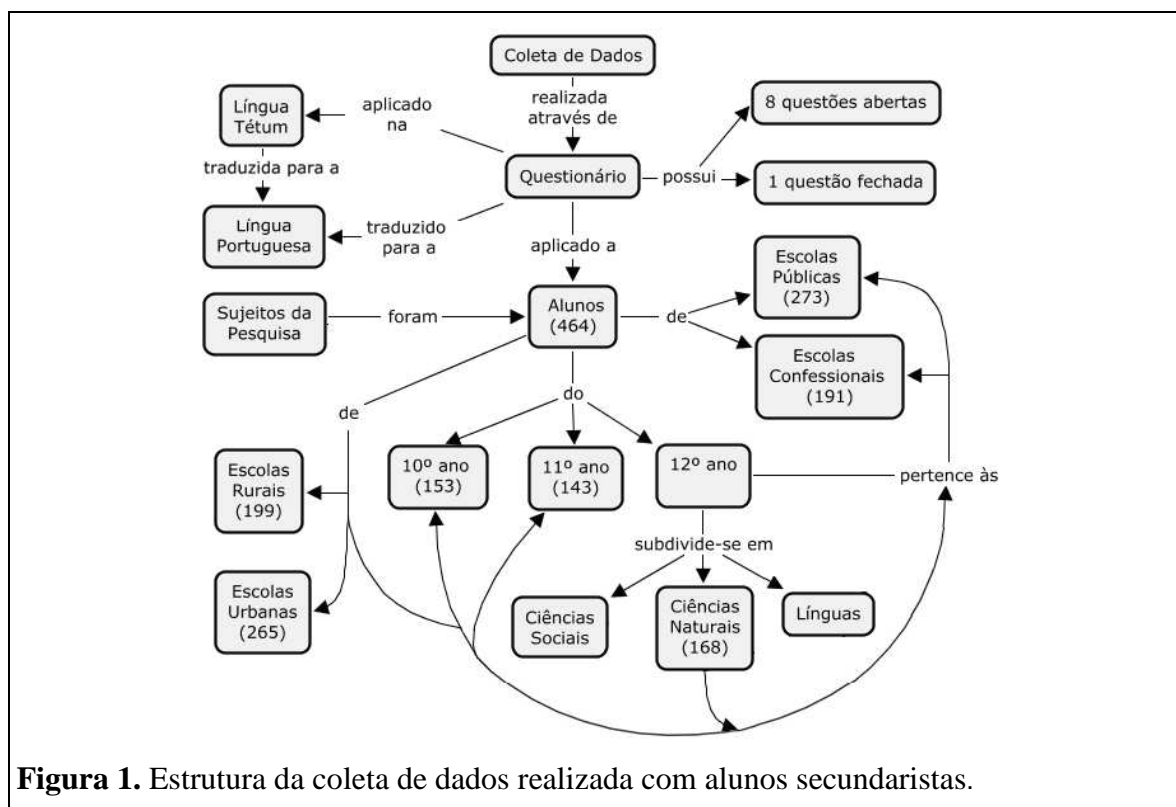 Coleta de Dados
realizada
através de
Língua
Tétum
aplicado
na
8 questões abertas
traduzida para a
Questionário
possui
1 questão fechada
Língua
Portuguesa
traduzido
para a
aplicado a
Escolas
Públicas
(273)
Sujeitos da
Pesquisa
foram
Alunos
(464)
de
Escolas
Confessionais
(191)
de
do
10º ano
(153)
11º ano
(143)
12º ano
pertence às
Escolas
Rurais
(199)
subdivide-se em
Escolas
Urbanas
(265)
Ciências
Sociais
Ciências
Naturais
(168)
Línguas
Figura 1. Estrutura da coleta de dados realizada com alunos secundaristas.